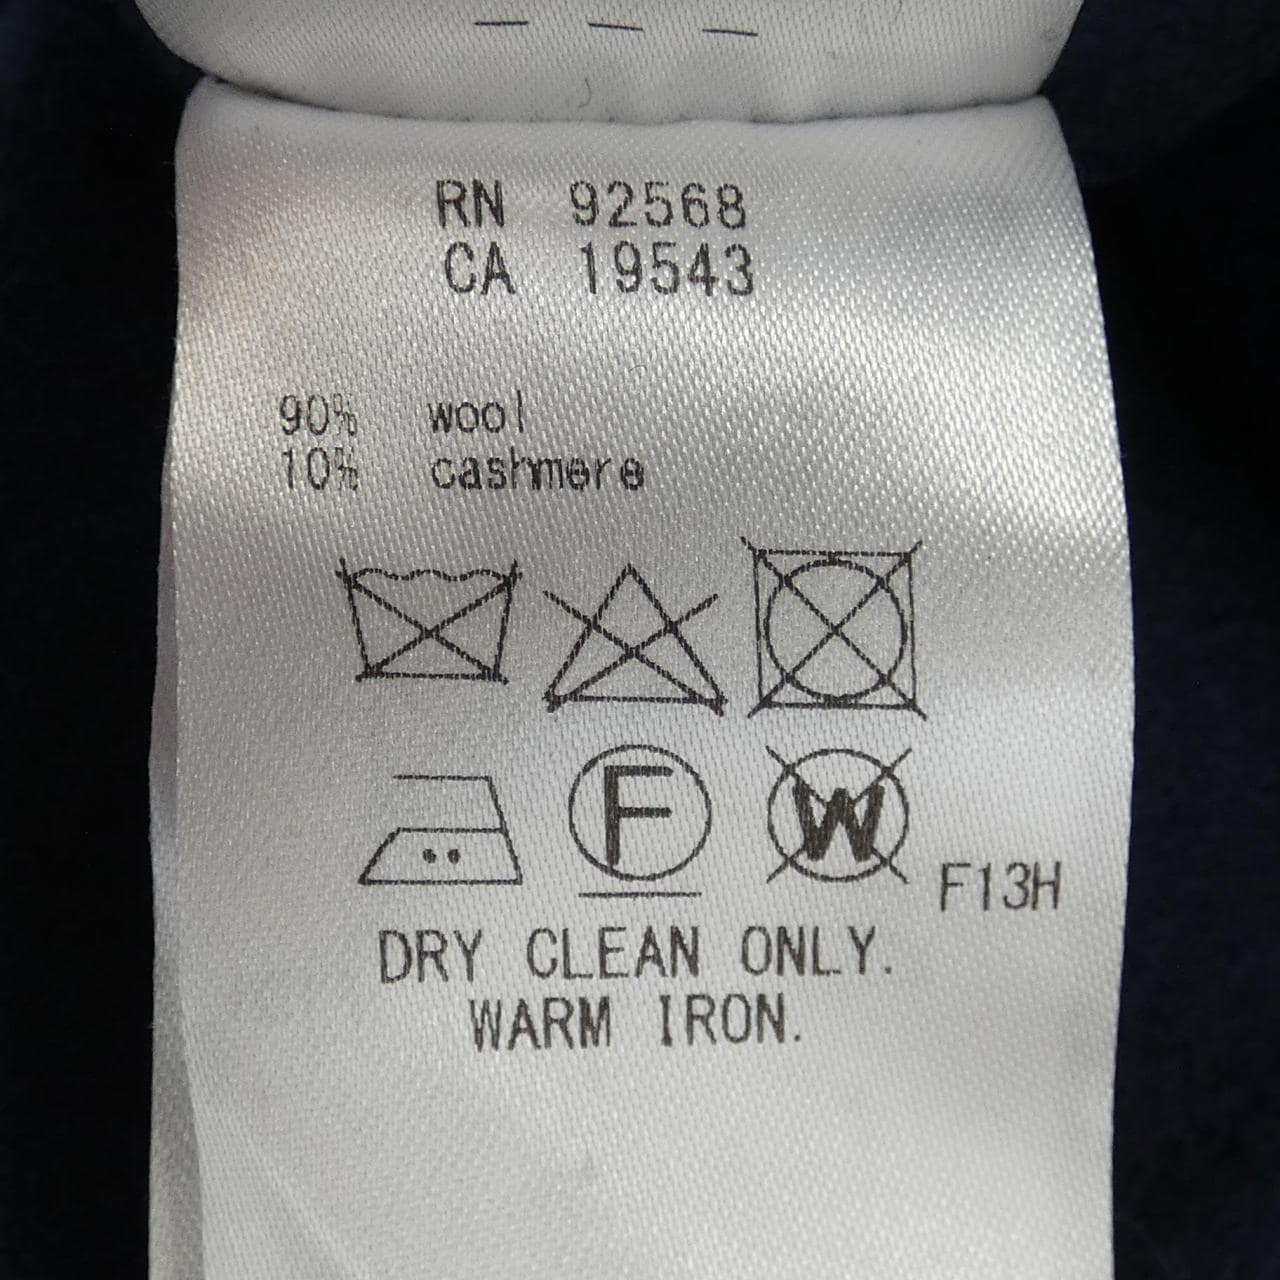 RN 92568
CA 19543
90% wool
10% cashmere
F W F13H
DRY CLEAN ONLY.
WARM IRON.